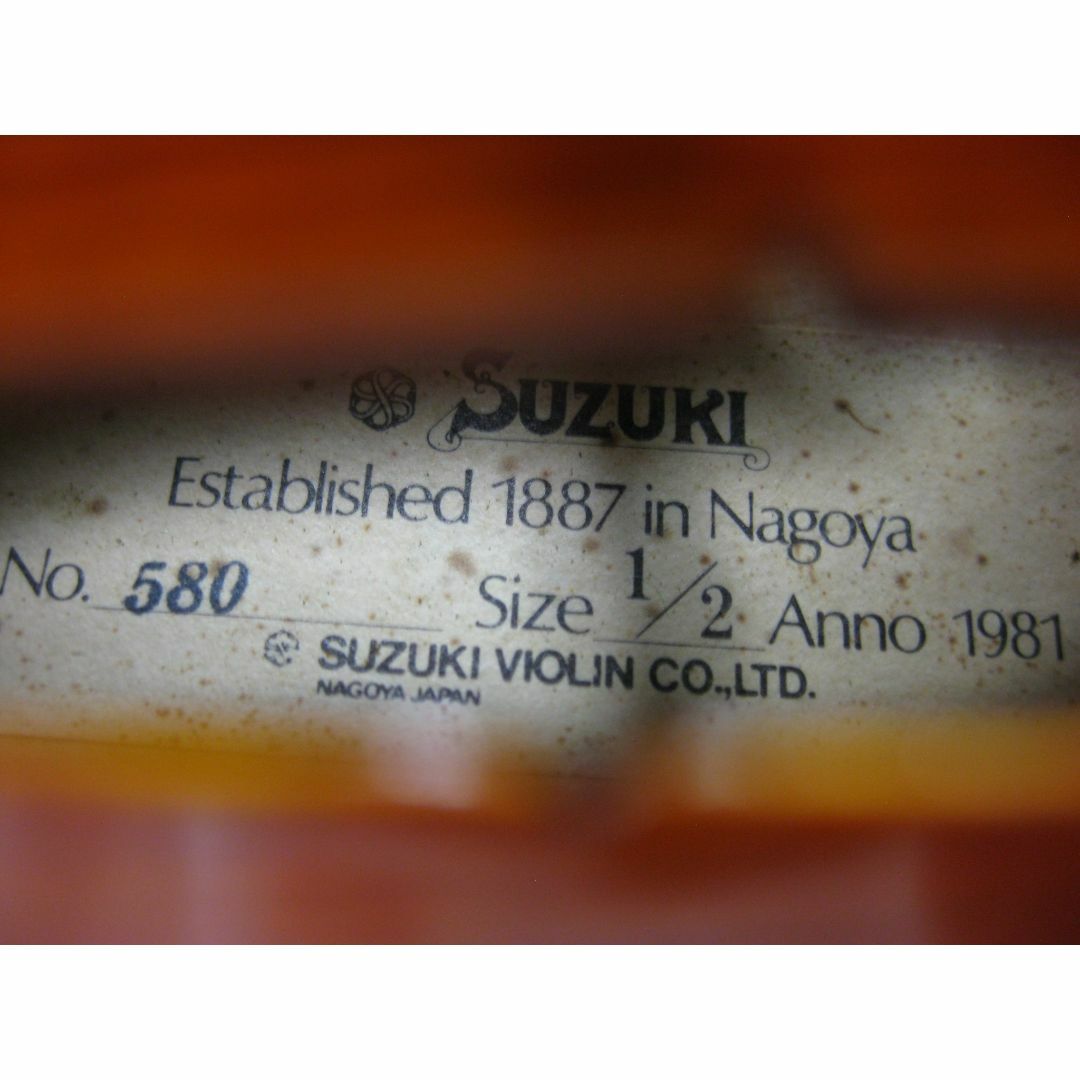 SUZUKI
Established 1887 in Nagoya
No. 580 Size 1/2 Anno 1981
SUZUKI VIOLIN CO.,LTD.
NAGOYA JAPAN